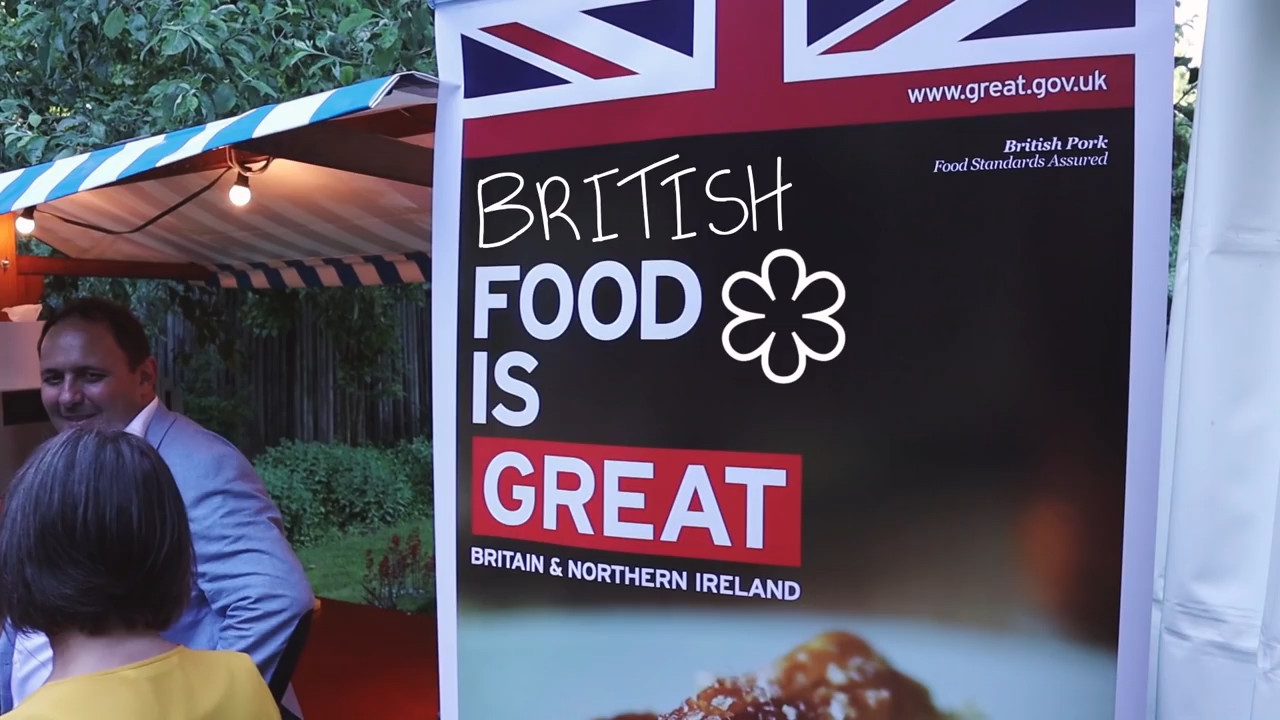 www.great.gov.uk
British Pork
Food Standards Assured
BRITISH
FOOD
IS
GREAT
BRITAIN & NORTHERN IRELAND